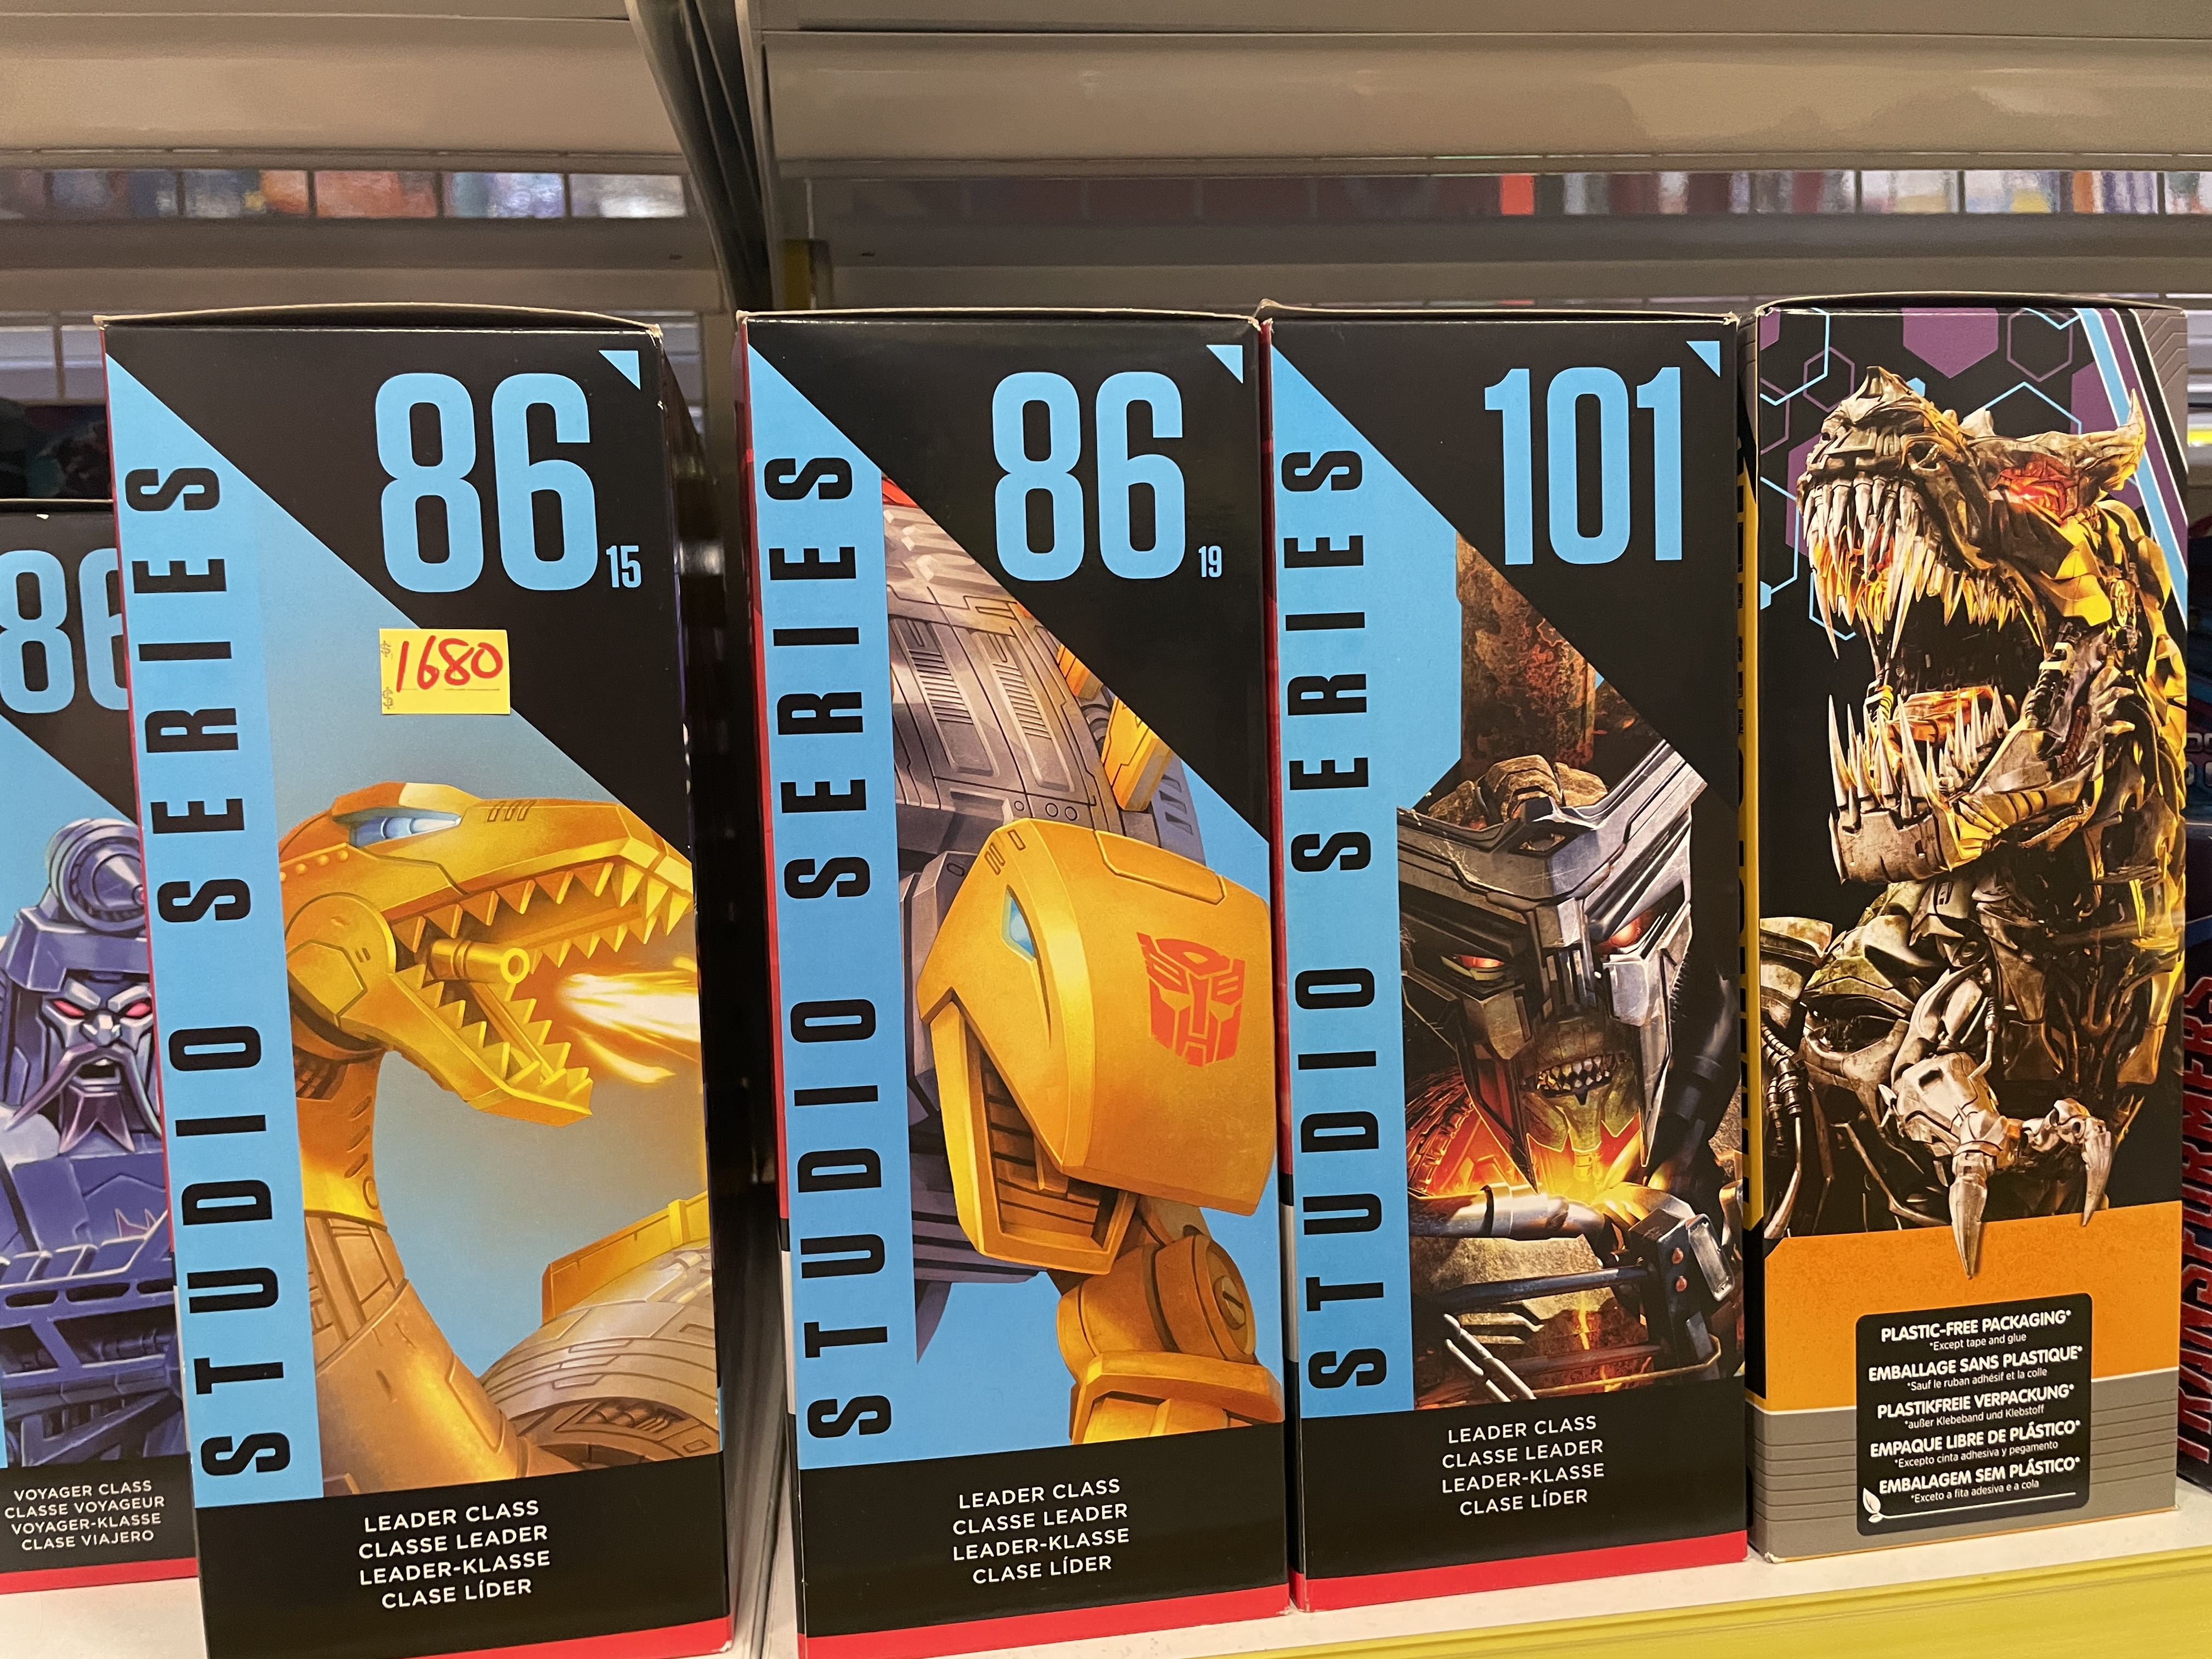 86
VOYAGER CLASS
CLASSE VOYAGEUR
VOYAGER-KLASSE
CLASE VIAJERO
STUDIO SERIES
86
15
$ 1680
$
LEADER CLASS
CLASSE LEADER
LEADER-KLASSE
CLASE LÍDER
STUDIO SERIES
86
19
LEADER CLASS
CLASSE LEADER
LEADER-KLASSE
CLASE LÍDER
STUDIO SERIES
101
LEADER CLASS
CLASSE LEADER
LEADER-KLASSE
CLASE LÍDER
PLASTIC-FREE PACKAGING*
*Except tape and glue
EMBALLAGE SANS PLASTIQUE*
*Sauf le ruban adhésif et la colle
PLASTIKFREIE VERPACKUNG*
*außer Klebeband und Klebstoff
EMPAQUE LIBRE DE PLÁSTICO*
*Excepto cinta adhesiva y pegamento
EMBALAGEM SEM PLÁSTICO*
*Exceto a fita adesiva e a cola